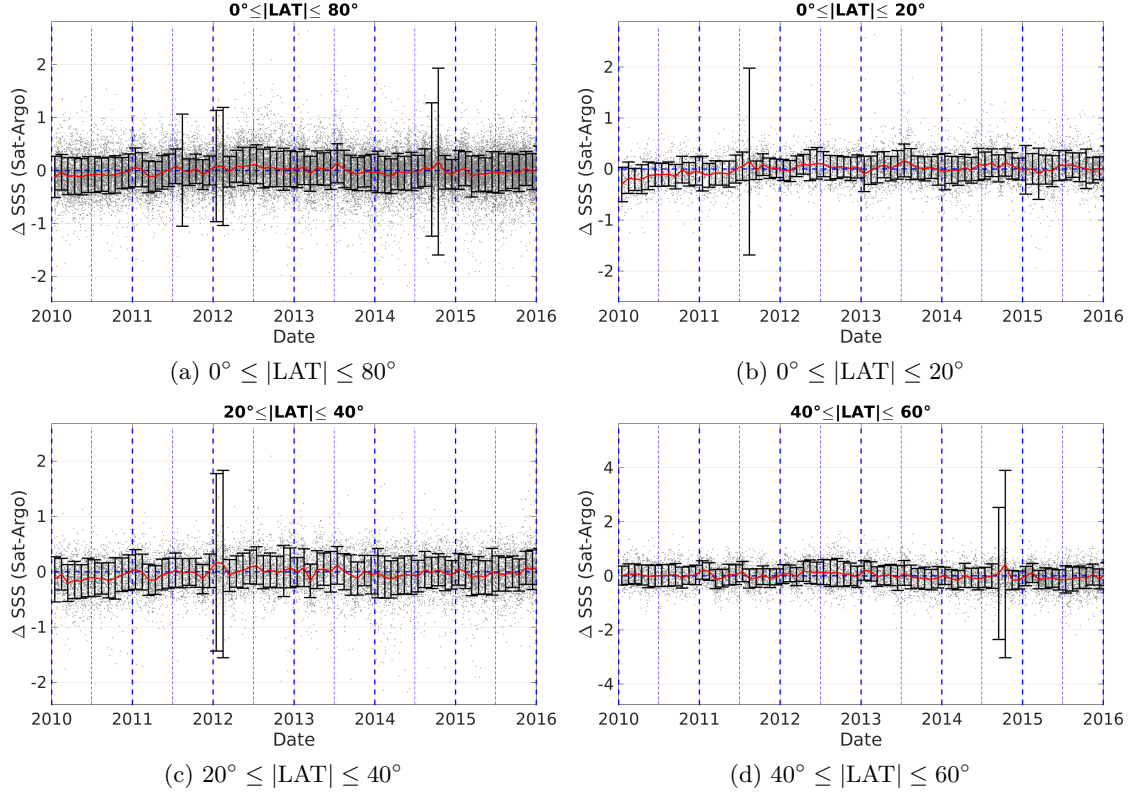 0°≤|LAT|≤ 80°
Δ SSS (Sat-Argo)
2
1
0
-1
-2
2010 2011 2012 2013 2014 2015 2016
Date
(a) 0° ≤ |LAT| ≤ 80°
0°≤|LAT|≤ 20°
Δ SSS (Sat-Argo)
2
1
0
-1
-2
2010 2011 2012 2013 2014 2015 2016
Date
(b) 0° ≤ |LAT| ≤ 20°
20°≤|LAT|≤ 40°
Δ SSS (Sat-Argo)
2
1
0
-1
-2
2010 2011 2012 2013 2014 2015 2016
Date
(c) 20° ≤ |LAT| ≤ 40°
40°≤|LAT|≤ 60°
Δ SSS (Sat-Argo)
4
2
0
-2
-4
2010 2011 2012 2013 2014 2015 2016
Date
(d) 40° ≤ |LAT| ≤ 60°